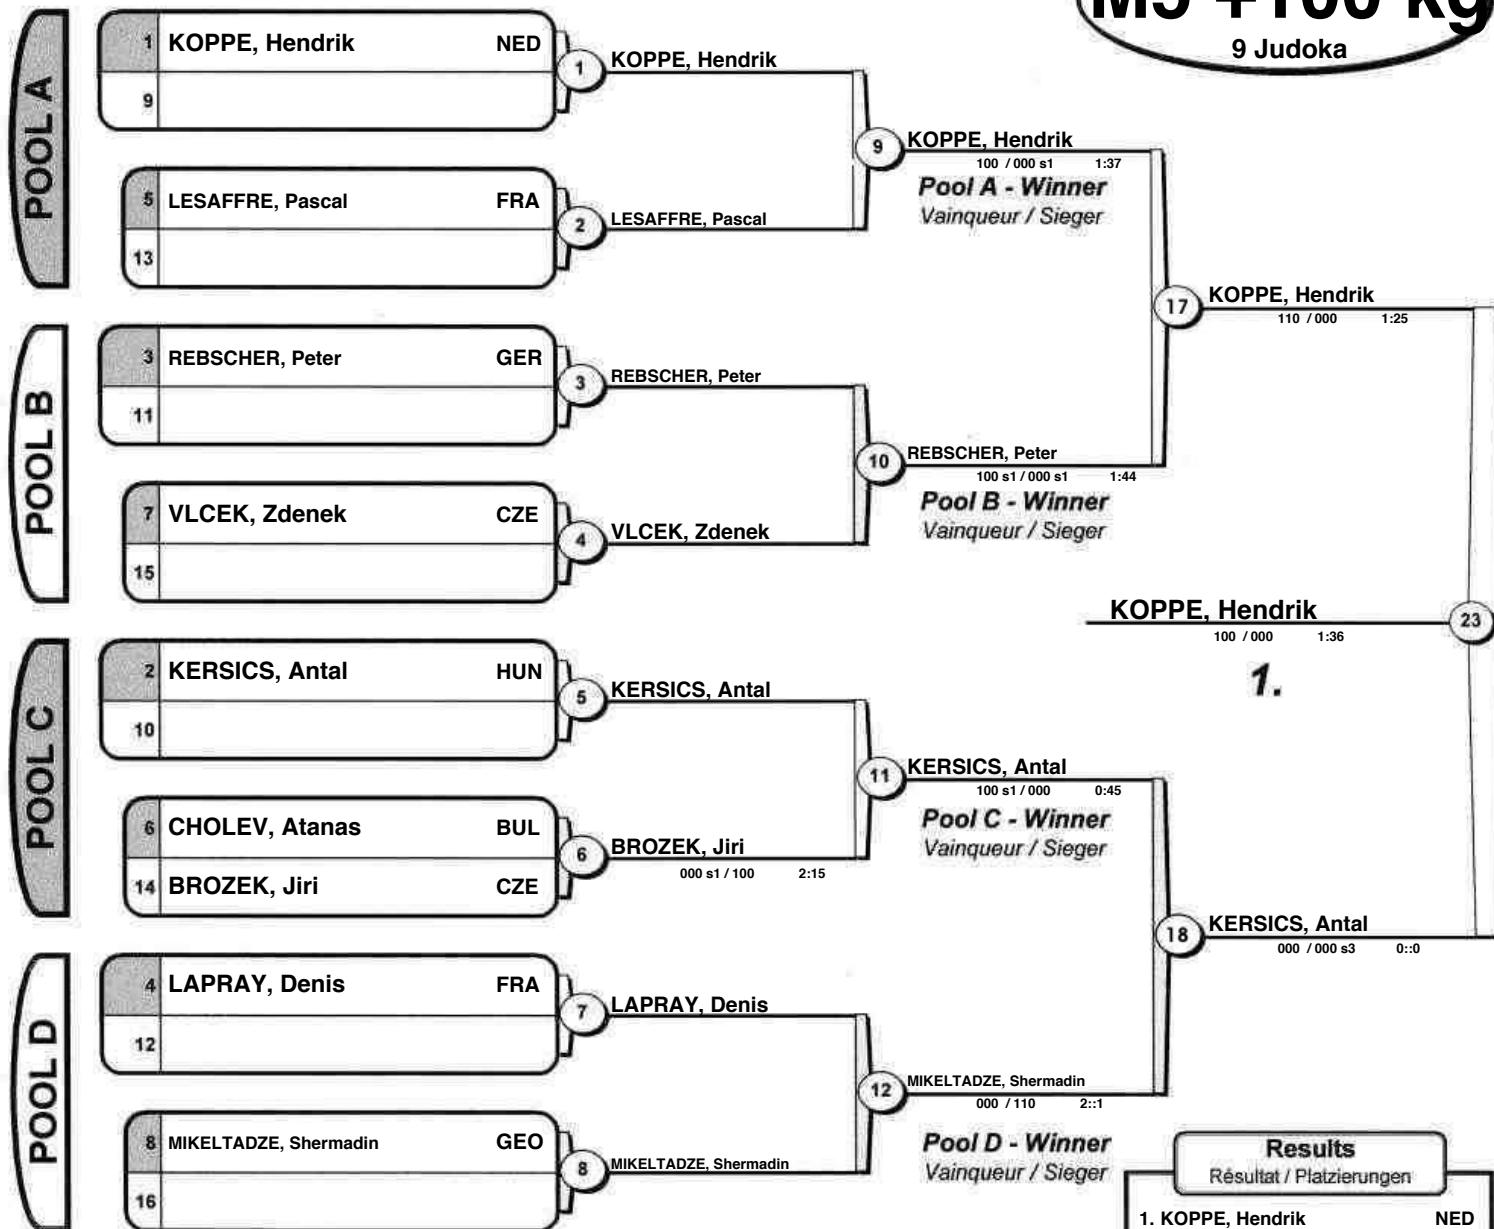 M5 +100 kg
9 Judoka
POOL A
1 KOPPE, Hendrik NED
9
5 LESAFFRE, Pascal FRA
13
1 KOPPE, Hendrik
2 LESAFFRE, Pascal
9 KOPPE, Hendrik
100 / 000 s1 1:37
Pool A - Winner
Vainqueur / Sieger
POOL B
3 REBSCHER, Peter GER
11
7 VLCEK, Zdenek CZE
15
3 REBSCHER, Peter
4 VLCEK, Zdenek
10 REBSCHER, Peter
100 s1 / 000 s1 1:44
Pool B - Winner
Vainqueur / Sieger
17 KOPPE, Hendrik
110 / 000 1:25
KOPPE, Hendrik 23
100 / 000 1:36
1.
POOL C
2 KERSICS, Antal HUN
10
6 CHOLEV, Atanas BUL
14 BROZEK, Jiri CZE
5 KERSICS, Antal
6 BROZEK, Jiri
000 s1 / 100 2:15
11 KERSICS, Antal
100 s1 / 000 0:45
Pool C - Winner
Vainqueur / Sieger
18 KERSICS, Antal
000 / 000 s3 0::0
POOL D
4 LAPRAY, Denis FRA
12
8 MIKELTADZE, Shermadin GEO
16
7 LAPRAY, Denis
8 MIKELTADZE, Shermadin
12 MIKELTADZE, Shermadin
000 / 110 2::1
Pool D - Winner
Vainqueur / Sieger
Results
Résultat / Platzierungen
1. KOPPE, Hendrik NED